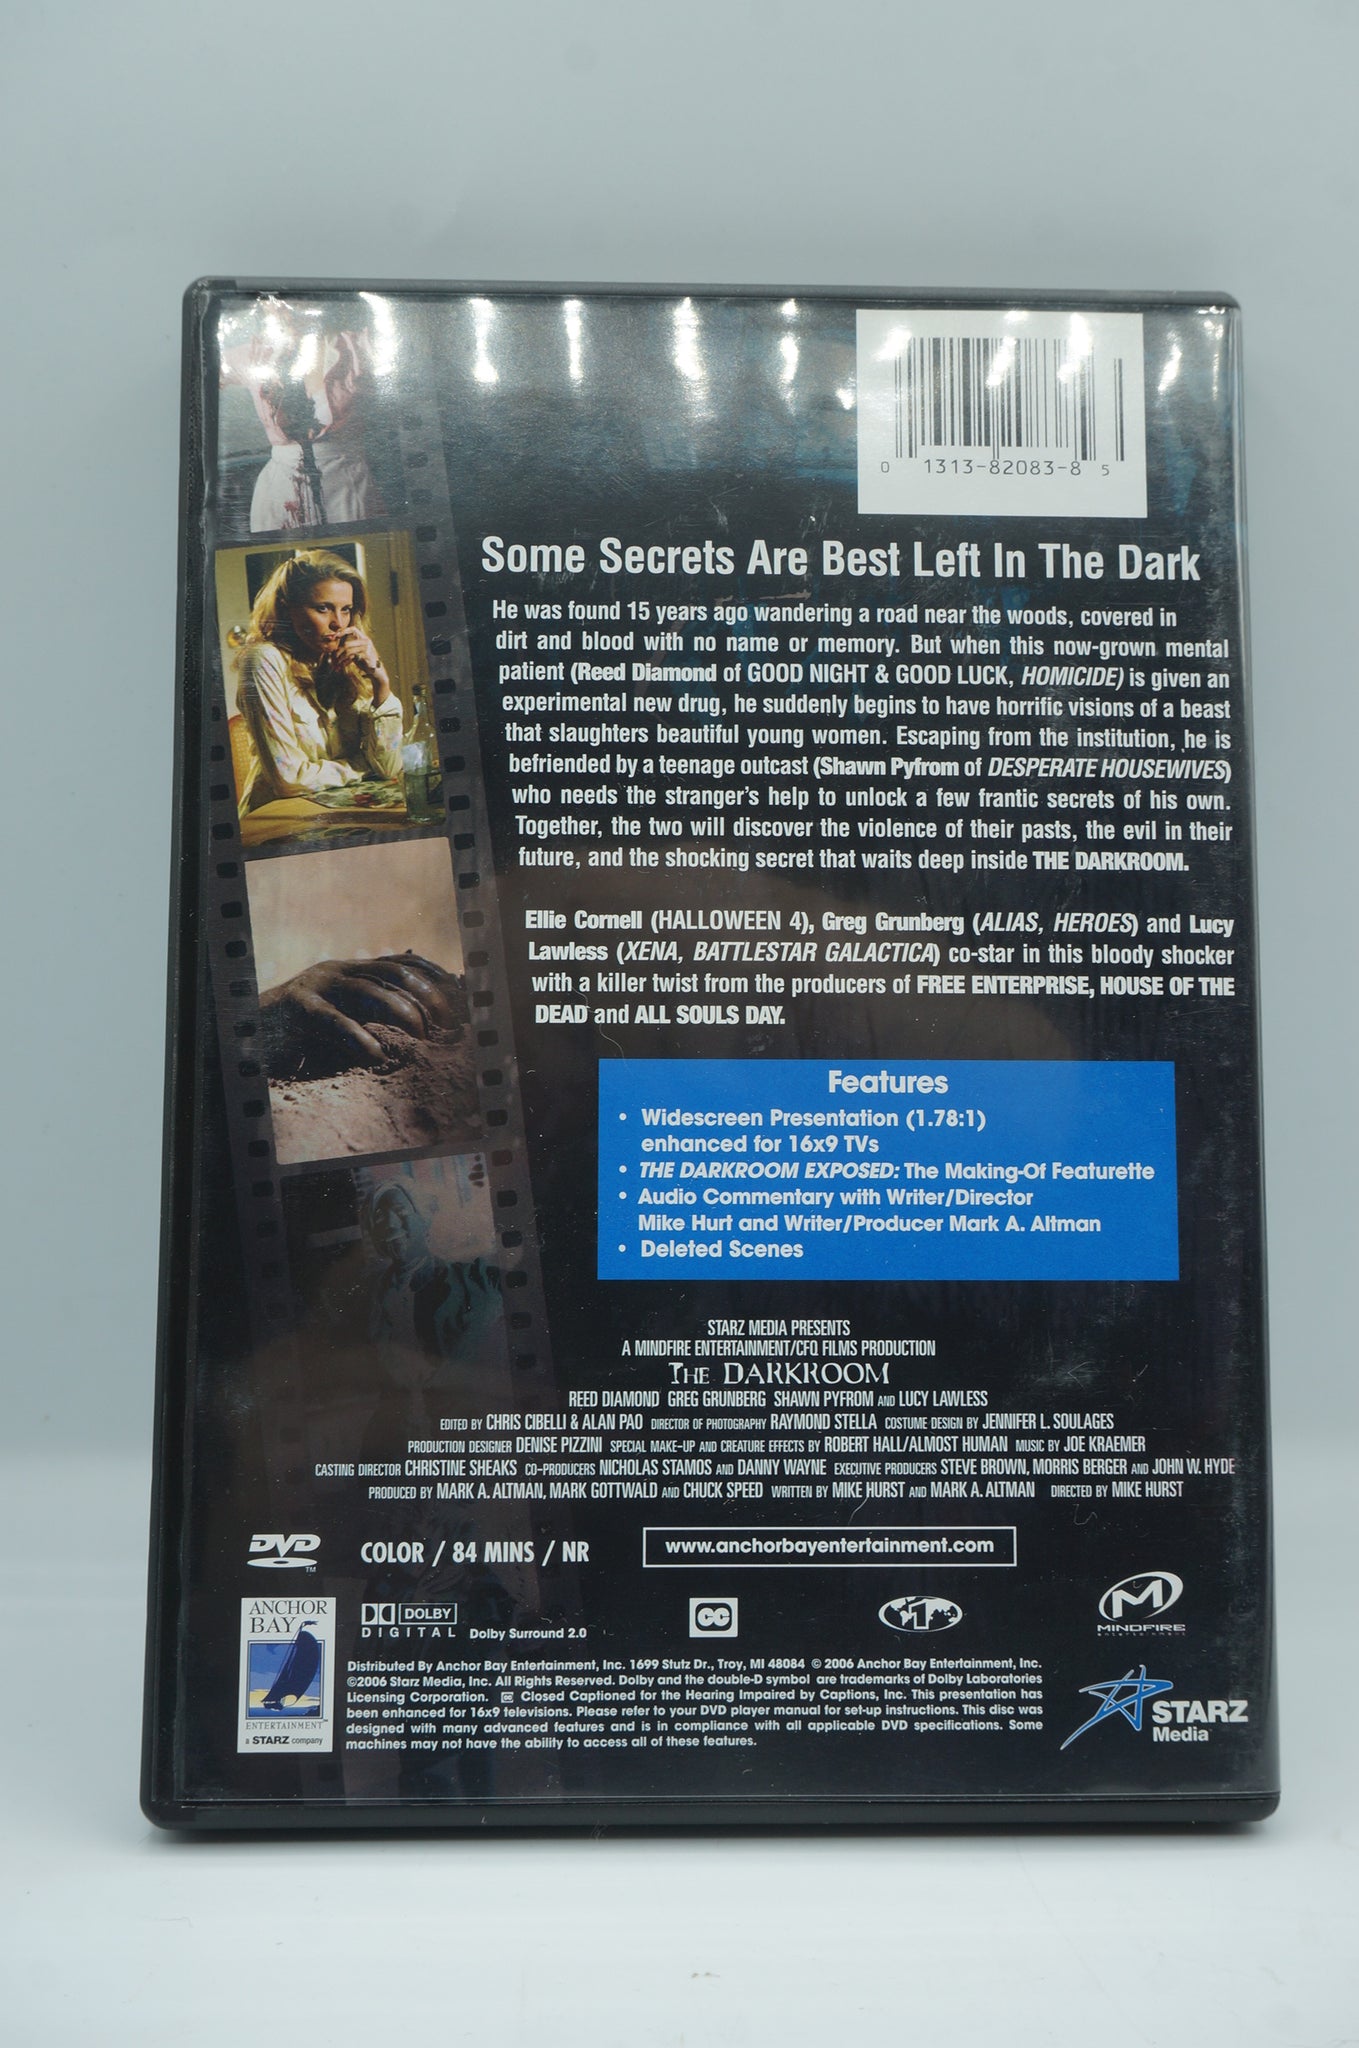 0 1313-82083-8 5
Some Secrets Are Best Left In The Dark
He was found 15 years ago wandering a road near the woods, covered in
dirt and blood with no name or memory. But when this now-grown mental
patient (Reed Diamond of GOOD NIGHT & GOOD LUCK, HOMICIDE) is given an
experimental new drug, he suddenly begins to have horrific visions of a beast
that slaughters beautiful young women. Escaping from the institution, he is
befriended by a teenage outcast (Shawn Pyfrom of DESPERATE HOUSEWIVES)
who needs the stranger's help to unlock a few frantic secrets of his own.
Together, the two will discover the violence of their pasts, the evil in their
future, and the shocking secret that waits deep inside THE DARKROOM.
Ellie Cornell (HALLOWEEN 4), Greg Grunberg (ALIAS, HEROES) and Lucy
Lawless (XENA, BATTLESTAR GALACTICA) co-star in this bloody shocker
with a killer twist from the producers of FREE ENTERPRISE, HOUSE OF THE
DEAD and ALL SOULS DAY.
Features
• Widescreen Presentation (1.78:1)
enhanced for 16x9 TVs
• THE DARKROOM EXPOSED: The Making-Of Featurette
• Audio Commentary with Writer/Director
Mike Hurt and Writer/Producer Mark A. Altman
• Deleted Scenes
STARZ MEDIA PRESENTS
A MINDFIRE ENTERTAINMENT/CFQ FILMS PRODUCTION
THE DARKROOM
REED DIAMOND GREG GRUNBERG SHAWN PYFROM AND LUCY LAWLESS
EDITED BY CHRIS CIBELLI & ALAN PAO DIRECTOR OF PHOTOGRAPHY RAYMOND STELLA COSTUME DESIGN BY JENNIFER L. SOULAGES
PRODUCTION DESIGNER DENISE PIZZINI SPECIAL MAKE-UP AND CREATURE EFFECTS BY ROBERT HALL/ALMOST HUMAN MUSIC BY JOE KRAEMER
CASTING DIRECTOR CHRISTINE SHEAKS CO-PRODUCERS NICHOLAS STAMOS AND DANNY WAYNE EXECUTIVE PRODUCERS STEVE BROWN, MORRIS BERGER AND JOHN W. HYDE
PRODUCED BY MARK A. ALTMAN, MARK GOTTWALD AND CHUCK SPEED WRITTEN BY MIKE HURST AND MARK A. ALTMAN DIRECTED BY MIKE HURST
DVD TM COLOR / 84 MINS / NR www.anchorbayentertainment.com
ANCHOR
BAY
ENTERTAINMENT™
a STARZ company
DOLBY
DIGITAL Dolby Surround 2.0
CC
1
M
MINDFIRE
entertainment
Distributed By Anchor Bay Entertainment, Inc. 1699 Stutz Dr., Troy, MI 48084 © 2006 Anchor Bay Entertainment, Inc.
©2006 Starz Media, Inc. All Rights Reserved. Dolby and the double-D symbol are trademarks of Dolby Laboratories
Licensing Corporation. CC Closed Captioned for the Hearing Impaired by Captions, Inc. This presentation has
been enhanced for 16x9 televisions. Please refer to your DVD player manual for set-up instructions. This disc was
designed with many advanced features and is in compliance with all applicable DVD specifications. Some
machines may not have the ability to access all of these features.
STARZ
Media